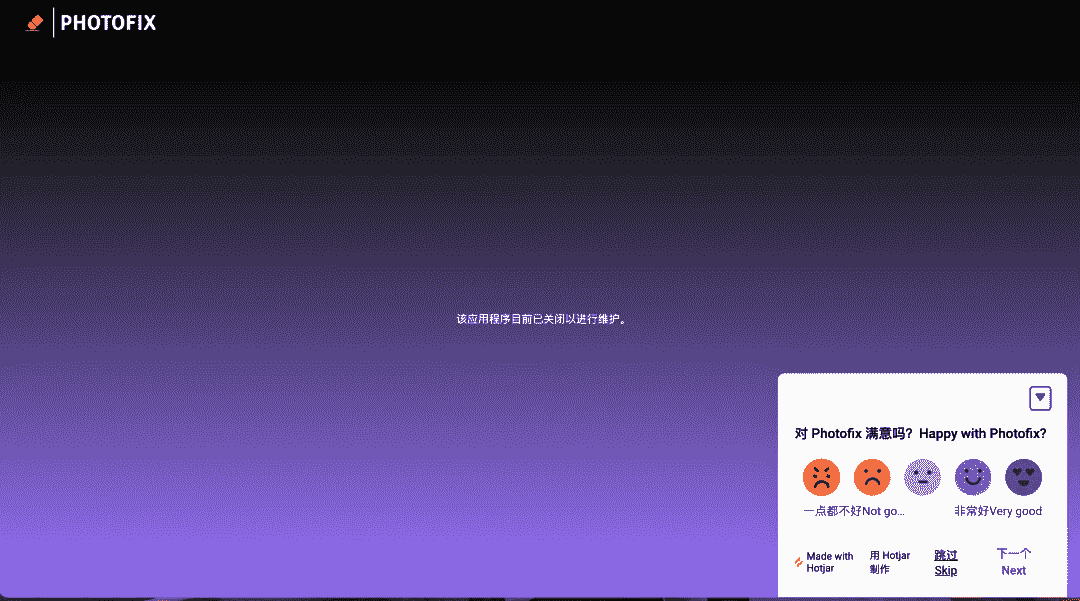 PHOTOFIX
该应用程序目前已关闭以进行维护。
对 Photofix 满意吗? Happy with Photofix?
一点都不好Not go...
非常好Very good
Made with
Hotjar
用 Hotjar
制作
跳过
Skip
下一个
Next